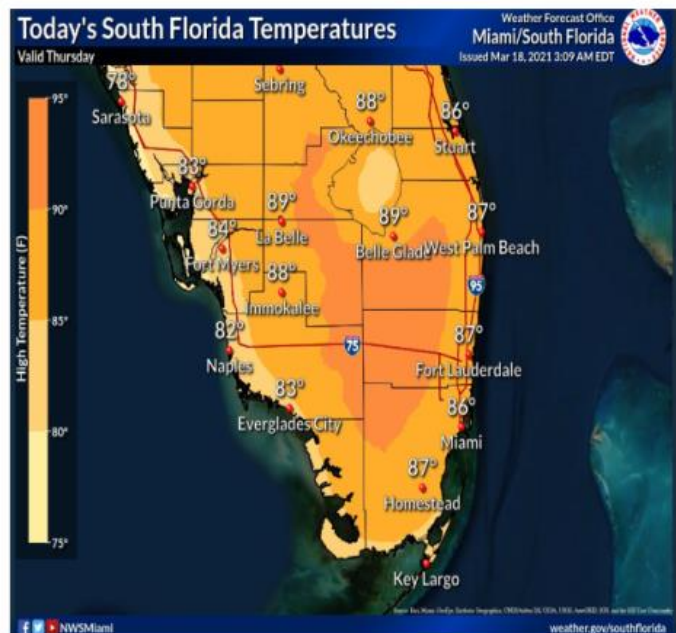 Today's South Florida Temperatures
Valid Thursday
Weather Forecast Office
Miami/South Florida
Issued Mar 18, 2021 3:09 AM EDT
NATIONAL WEATHER SERVICE
High Temperature (F)
95°
90°
85°
80°
75°
78°
Sarasota
Sebring
88°
Okeechobee
86°
Stuart
83°
Punta Gorda
89°
La Belle
84°
Fort Myers
89°
Belle Glade
87°
West Palm Beach
88°
Immokalee
95
82°
Naples
75
87°
Fort Lauderdale
83°
Everglades City
86°
Miami
87°
Homestead
Key Largo
NWSMiami
weather.gov/southflorida